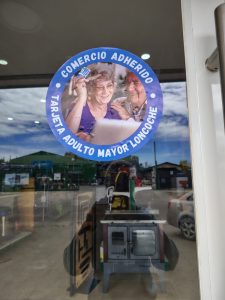 COMERCIO ADHERIDO
TARJETA ADULTO MAYOR LONCOCHE